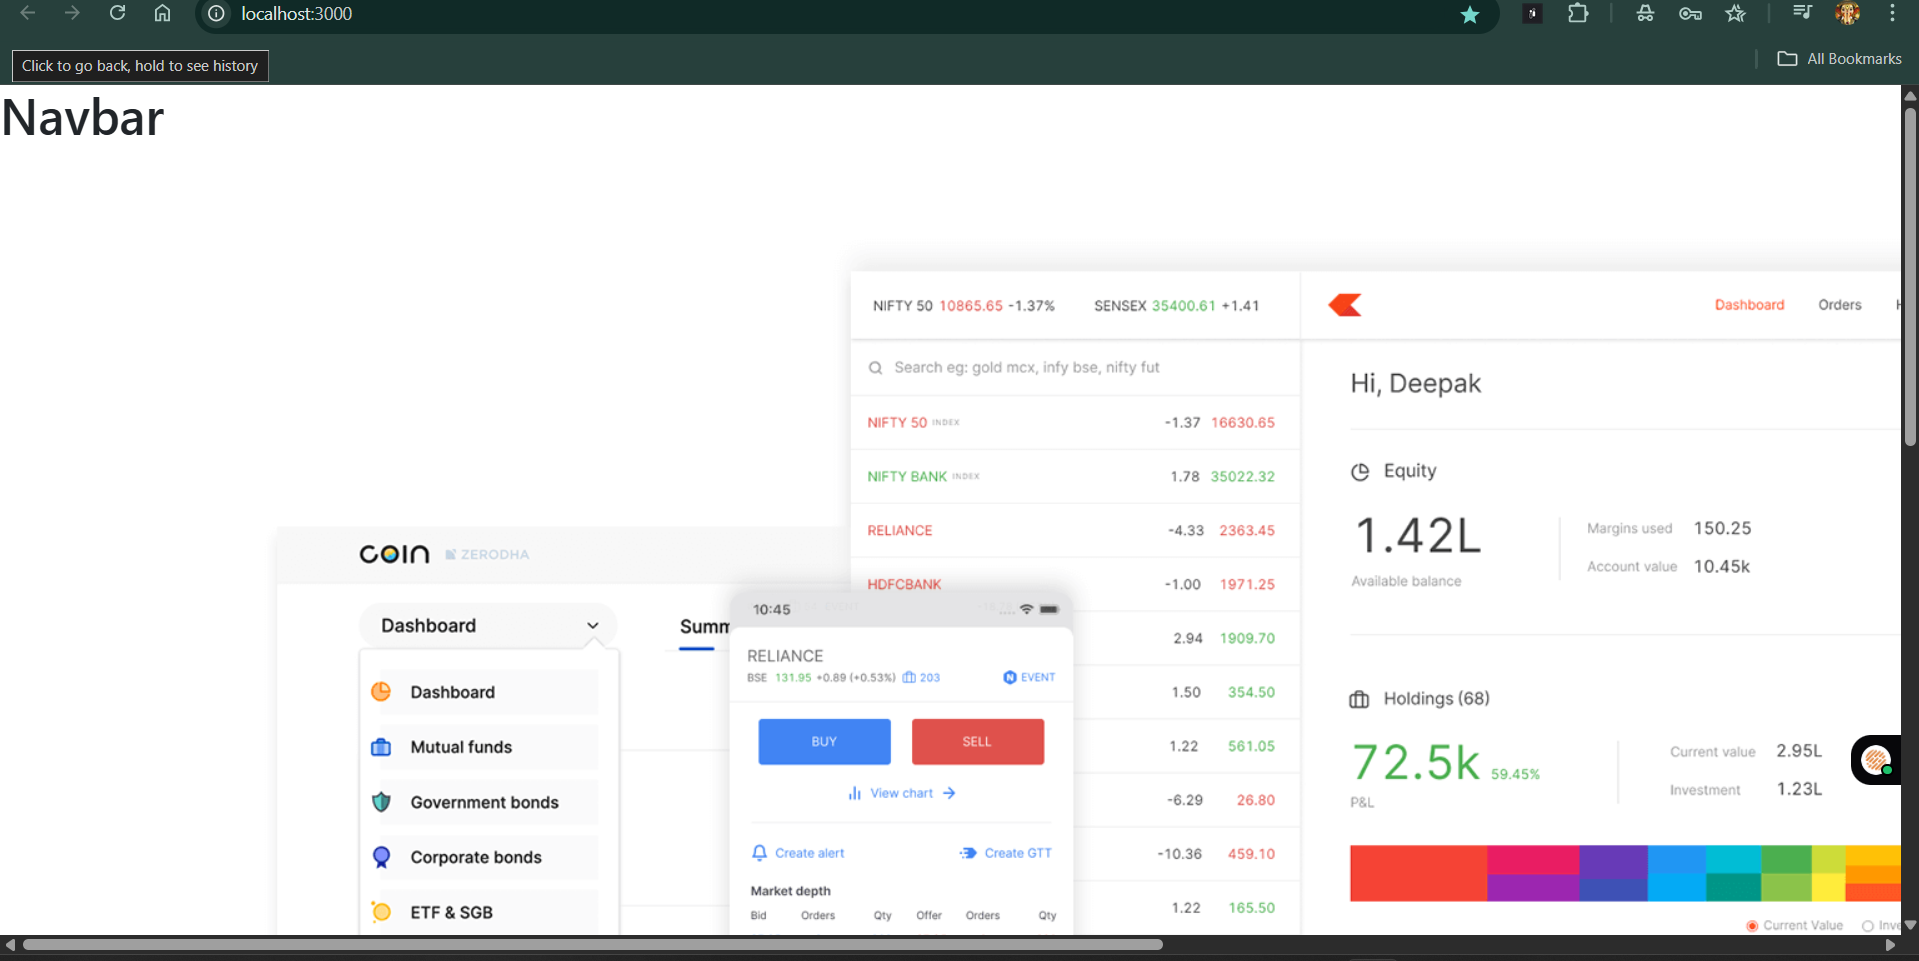 localhost:3000
Click to go back, hold to see history
All Bookmarks
Navbar
NIFTY 50 10865.65 -1.37% SENSEX 35400.61 +1.41
Dashboard Orders
Search eg: gold mcx, infy bse, nifty fut
Hi, Deepak
NIFTY 50 INDEX -1.37 16630.65
NIFTY BANK INDEX 1.78 35022.32
RELIANCE -4.33 2363.45
HDFCBANK -1.00 1971.25
2.94 1909.70
1.50 354.50
1.22 561.05
-6.29 26.80
-10.36 459.10
1.22 165.50
Equity
1.42L
Available balance
Margins used 150.25
Account value 10.45k
Holdings (68)
72.5k 59.45%
P&L
Current value 2.95L
Investment 1.23L
Current Value
coin ZERODHA
Dashboard
Dashboard
Mutual funds
Government bonds
Corporate bonds
ETF & SGB
10:45
RELIANCE
BSE 131.95 +0.89 (+0.53%) 203 EVENT
BUY SELL
View chart
Create alert Create GTT
Market depth
Bid Orders Qty Offer Orders Qty